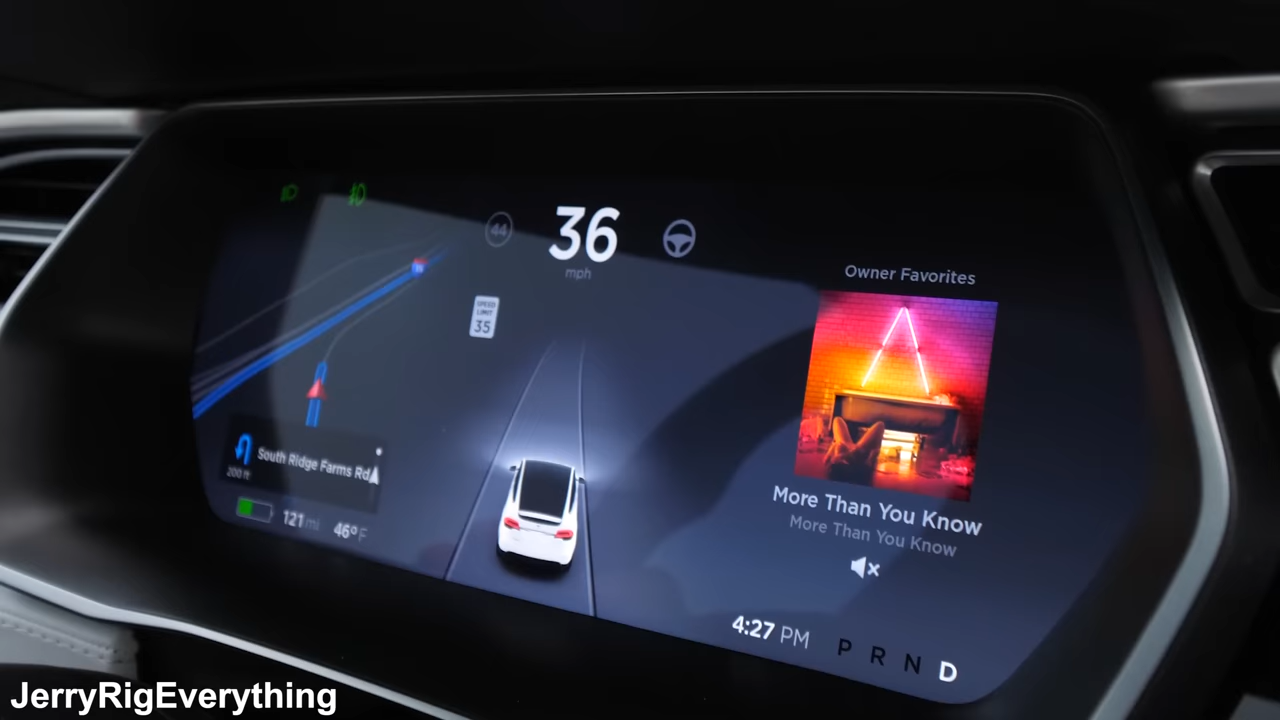 44
36
mph
SPEED
LIMIT
35
South Ridge Farms Rd
200 ft
121 mi
46°F
Owner Favorites
More Than You Know
More Than You Know
4:27 PM
P R N D
JerryRigEverything